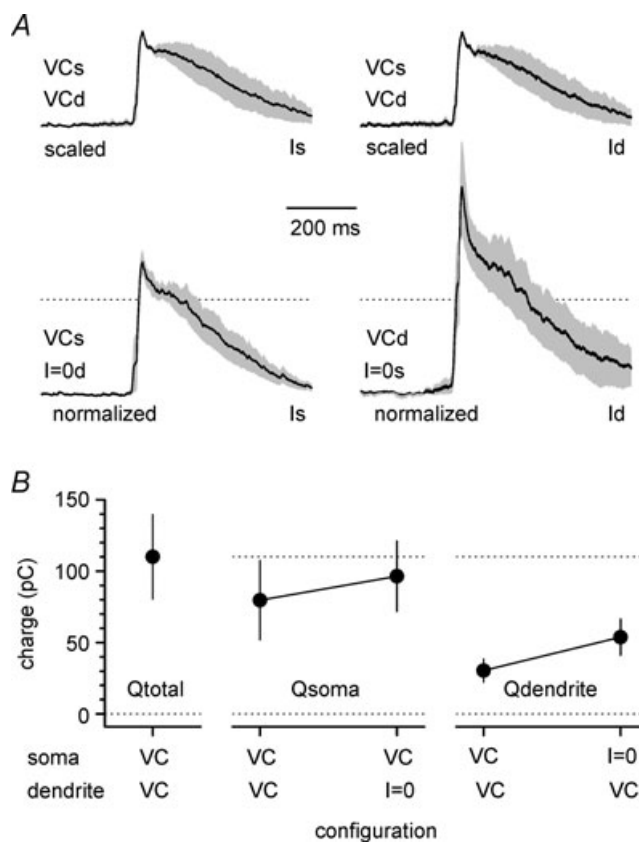 A
VCs
VCd
scaled
Is
VCs
VCd
scaled
Id
200 ms
VCs
I=0d
normalized
Is
VCd
I=0s
normalized
Id
B
charge (pC)
150
100
50
0
Qtotal
Qsoma
Qdendrite
soma VC VC VC VC I=0
dendrite VC VC I=0 VC VC
configuration